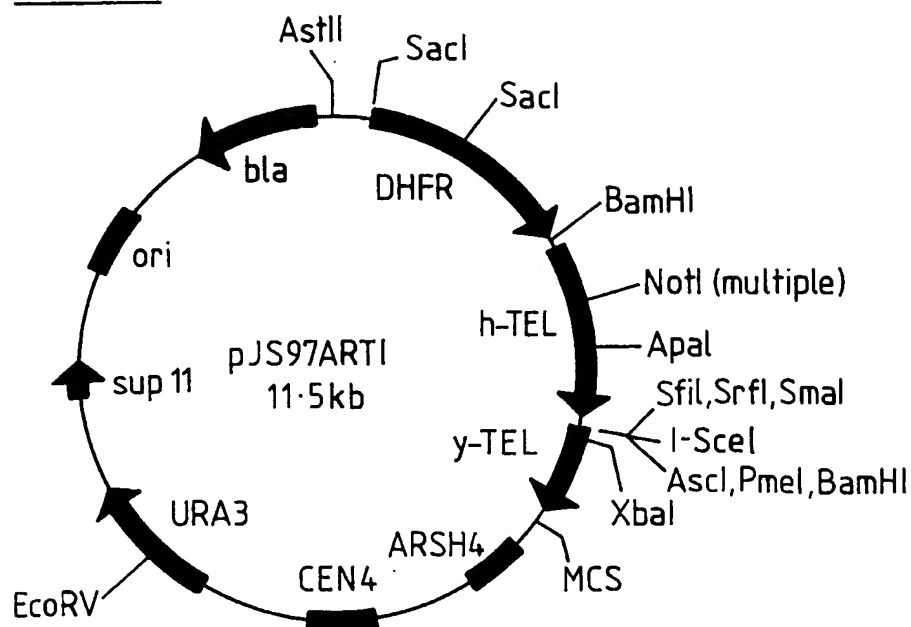 AstII
SacI
SacI
bla
DHFR
BamHI
ori
NotI (multiple)
h-TEL
ApaI
pJS97ARTI
11·5kb
sup 11
SfiI,SrfI,SmaI
y-TEL
I-SceI
AscI,PmeI,BamHI
XbaI
URA3
ARSH4
MCS
CEN4
EcoRV